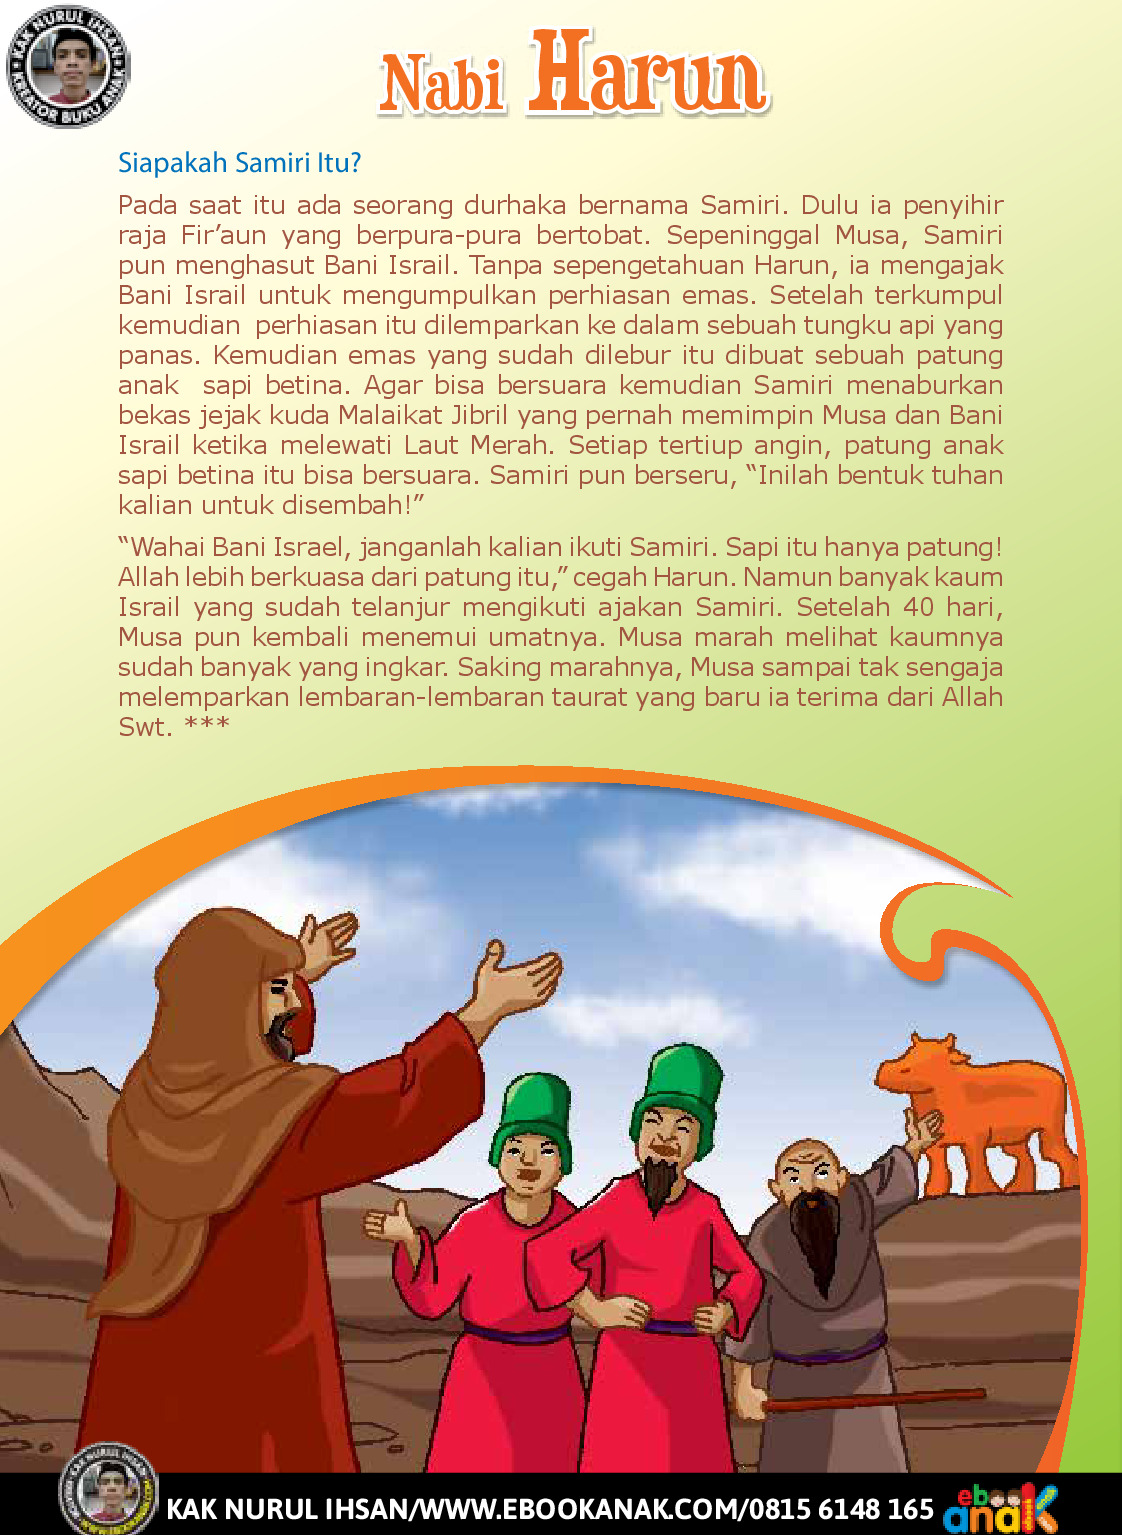 KAK NURUL IHSAN
KREATOR BUKU ANAK
Nabi Harun
Siapakah Samiri Itu?
Pada saat itu ada seorang durhaka bernama Samiri. Dulu ia penyihir
raja Fir’aun yang berpura-pura bertobat. Sepeninggal Musa, Samiri
pun menghasut Bani Israil. Tanpa sepengetahuan Harun, ia mengajak
Bani Israil untuk mengumpulkan perhiasan emas. Setelah terkumpul
kemudian perhiasan itu dilemparkan ke dalam sebuah tungku api yang
panas. Kemudian emas yang sudah dilebur itu dibuat sebuah patung
anak sapi betina. Agar bisa bersuara kemudian Samiri menaburkan
bekas jejak kuda Malaikat Jibril yang pernah memimpin Musa dan Bani
Israil ketika melewati Laut Merah. Setiap tertiup angin, patung anak
sapi betina itu bisa bersuara. Samiri pun berseru, “Inilah bentuk tuhan
kalian untuk disembah!”
“Wahai Bani Israel, janganlah kalian ikuti Samiri. Sapi itu hanya patung!
Allah lebih berkuasa dari patung itu,” cegah Harun. Namun banyak kaum
Israil yang sudah telanjur mengikuti ajakan Samiri. Setelah 40 hari,
Musa pun kembali menemui umatnya. Musa marah melihat kaumnya
sudah banyak yang ingkar. Saking marahnya, Musa sampai tak sengaja
melemparkan lembaran-lembaran taurat yang baru ia terima dari Allah
Swt. ***
KAK NURUL IHSAN
KAK NURUL IHSAN/WWW.EBOOKANAK.COM/0815 6148 165
ebook
anak